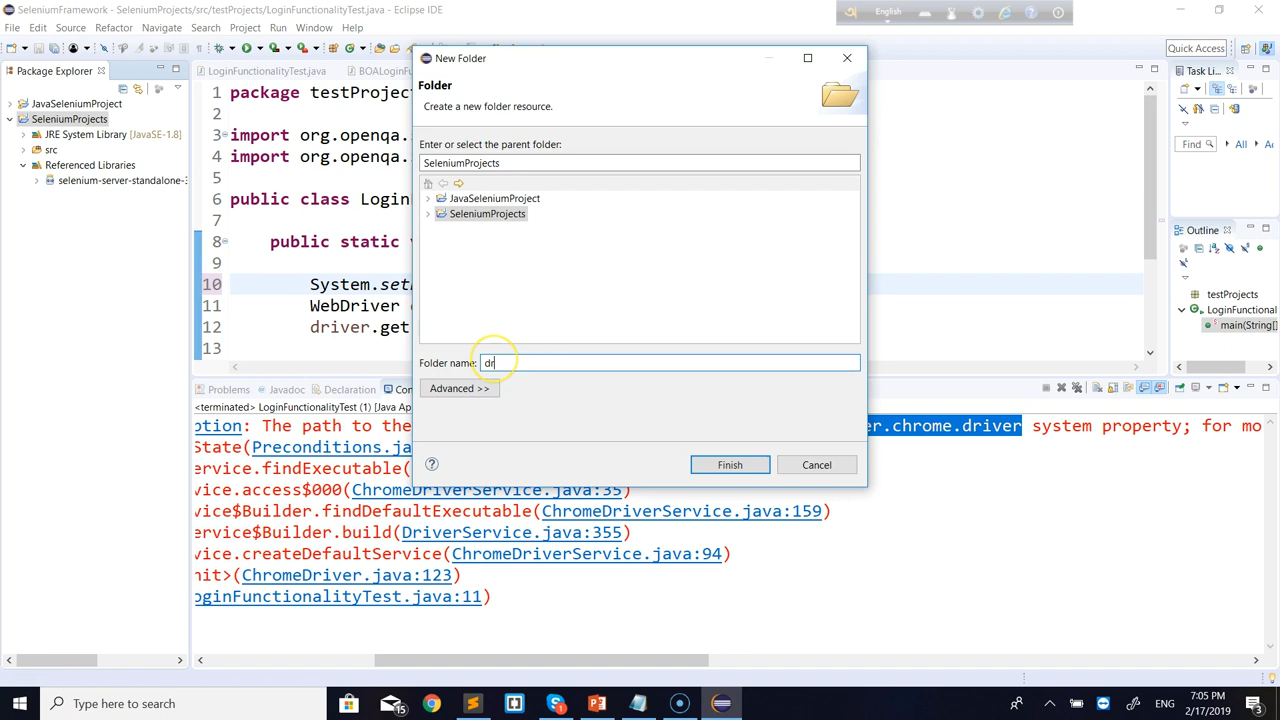 SeleniumFramework - SeleniumProjects/src/testProjects/LoginFunctionalityTest.java - Eclipse IDE
English
File Edit Source Refactor Navigate Search Project Run Window Help
Quick Access
Package Explorer
LoginFunctionalityTest.java
BOALoginFu
JavaSeleniumProject
SeleniumProjects
JRE System Library [JavaSE-1.8]
src
Referenced Libraries
selenium-server-standalone-3
1 package testProject
2
3 import org.openqa.
4 import org.openqa.
5
6 public class Login
7
8 public static v
9
10 System.set
11 WebDriver
12 driver.get
13
New Folder
Folder
Create a new folder resource.
Enter or select the parent folder:
SeleniumProjects
JavaSeleniumProject
SeleniumProjects
Folder name: dr
Advanced >>
Finish
Cancel
Task Li
Find
All
Ac
Outline
testProjects
LoginFunctional
main(String[]
Problems
Javadoc
Declaration
Con
<terminated> LoginFunctionalityTest (1) [Java Ap
ption: The path to the er.chrome.driver system property; for mo
State(Preconditions.ja
ervice.findExecutable(
vice.access$000(ChromeDriverService.java:35)
vice$Builder.findDefaultExecutable(ChromeDriverService.java:159)
ervice$Builder.build(DriverService.java:355)
vice.createDefaultService(ChromeDriverService.java:94)
nit>(ChromeDriver.java:123)
oginFunctionalityTest.java:11)
Type here to search
15
ENG
7:05 PM
2/17/2019
3